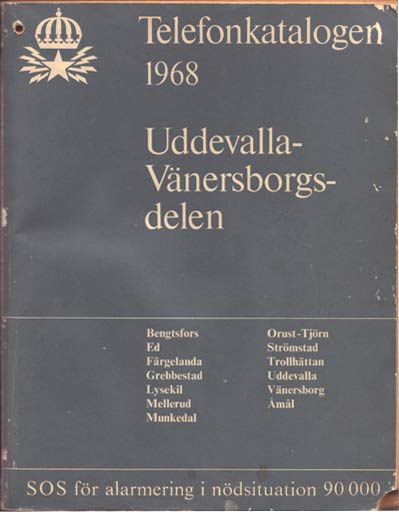 Telefonkatalogen
1968
Uddevalla-
Vänersborgs-
delen
Bengtsfors
Ed
Färgelanda
Grebbestad
Lysekil
Mellerud
Munkedal
Orust-Tjörn
Strömstad
Trollhättan
Uddevalla
Vänersborg
Åmål
SOS för alarmering i nödsituation 90 000